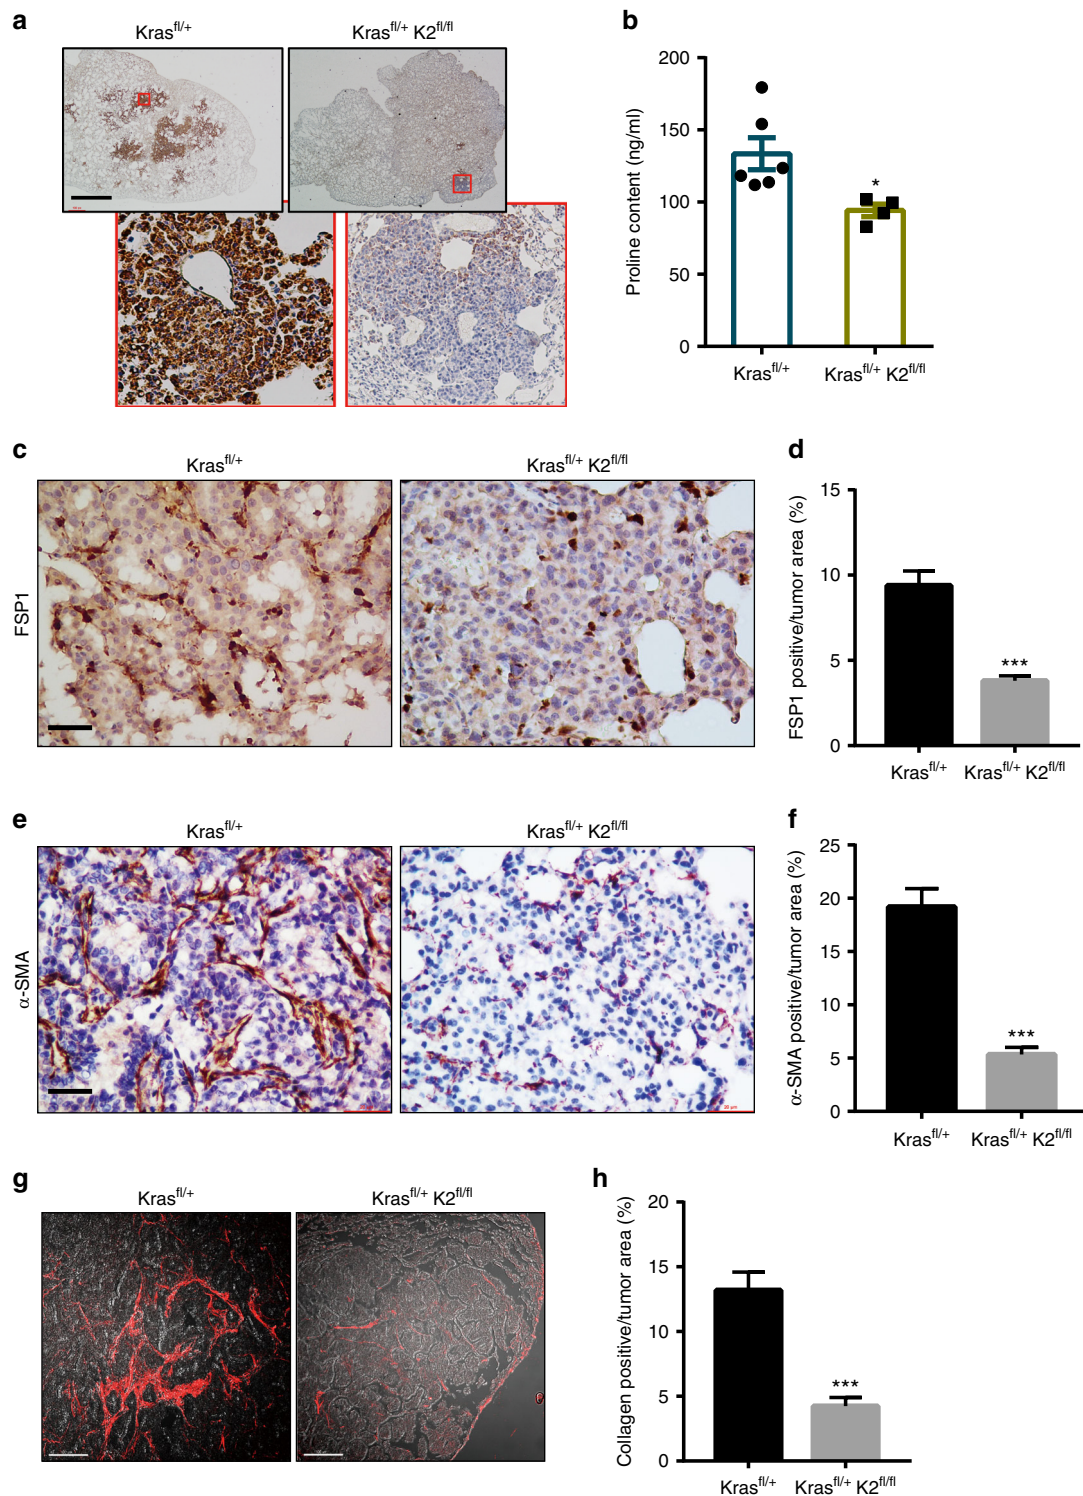 a
Kras^fl/+
Kras^fl/+ K2^fl/fl
b
Proline content (ng/ml)
200
150
100
50
0
*
Kras^fl/+
Kras^fl/+ K2^fl/fl
c
Kras^fl/+
Kras^fl/+ K2^fl/fl
FSP1
d
FSP1 positive/tumor area (%)
15
10
5
0
***
Kras^fl/+
Kras^fl/+ K2^fl/fl
e
Kras^fl/+
Kras^fl/+ K2^fl/fl
α-SMA
f
α-SMA positive/tumor area (%)
25
20
15
10
5
0
***
Kras^fl/+
Kras^fl/+ K2^fl/fl
g
Kras^fl/+
Kras^fl/+ K2^fl/fl
h
Collagen positive/tumor area (%)
20
15
10
5
0
***
Kras^fl/+
Kras^fl/+ K2^fl/fl